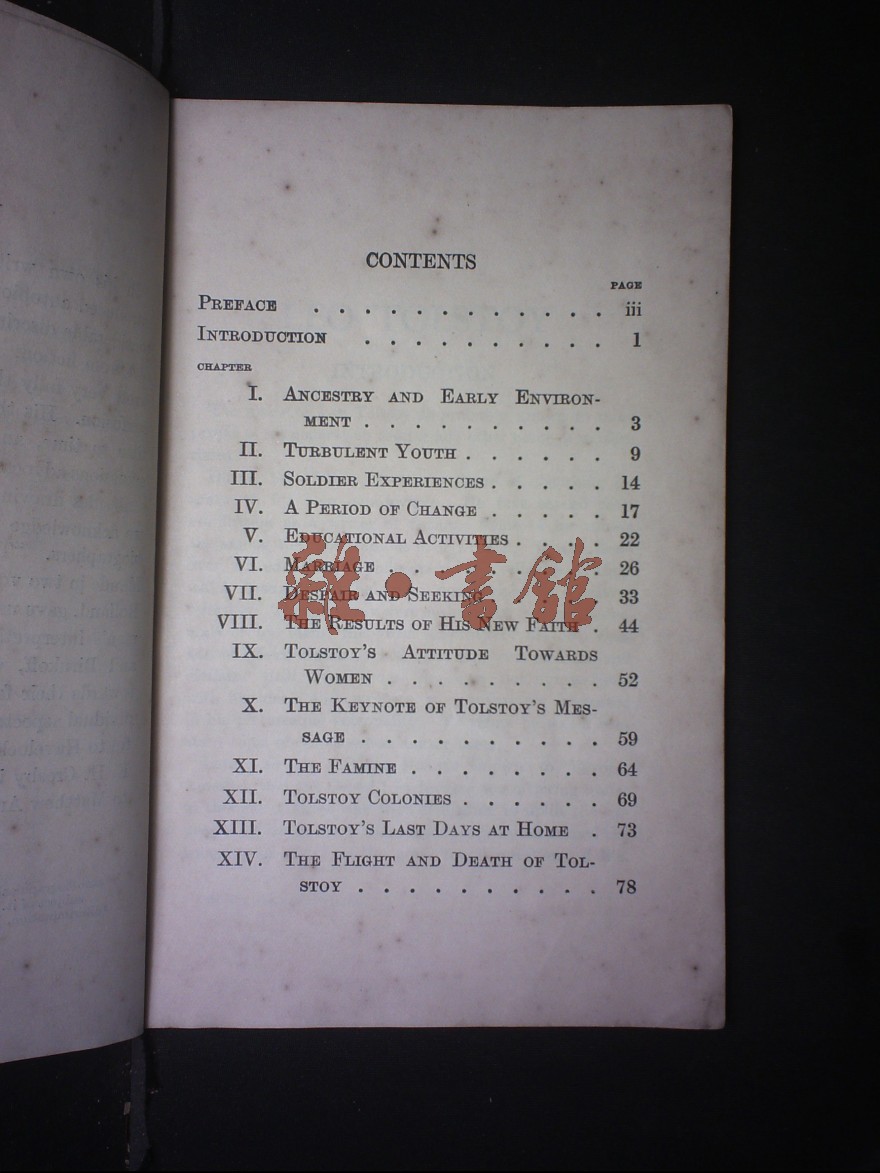 CONTENTS
PAGE
PREFACE . . . . . . . . . . . . iii
INTRODUCTION . . . . . . . . . . 1
CHAPTER
I. ANCESTRY AND EARLY ENVIRON-
MENT . . . . . . . . . . 3
II. TURBULENT YOUTH . . . . . . 9
III. SOLDIER EXPERIENCES . . . . . 14
IV. A PERIOD OF CHANGE . . . . . 17
V. EDUCATIONAL ACTIVITIES . . . . 22
VI. MARRIAGE . . . . . . . . . 26
VII. DESPAIR AND SEEKING . . . . . 33
VIII. THE RESULTS OF HIS NEW FAITH . 44
IX. TOLSTOY'S ATTITUDE TOWARDS
WOMEN . . . . . . . . . 52
X. THE KEYNOTE OF TOLSTOY'S MES-
SAGE . . . . . . . . . . 59
XI. THE FAMINE . . . . . . . . 64
XII. TOLSTOY COLONIES . . . . . . 69
XIII. TOLSTOY'S LAST DAYS AT HOME . 73
XIV. THE FLIGHT AND DEATH OF TOL-
STOY . . . . . . . . . . 78
雜·書館